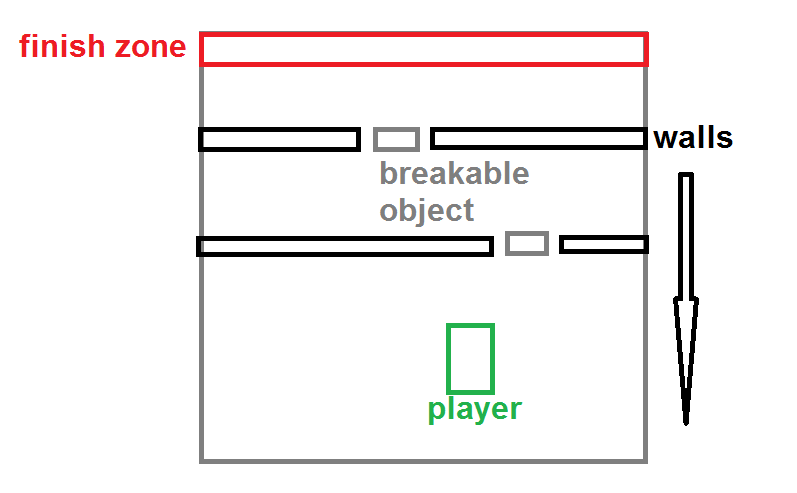 finish zone
walls
breakable
object
player